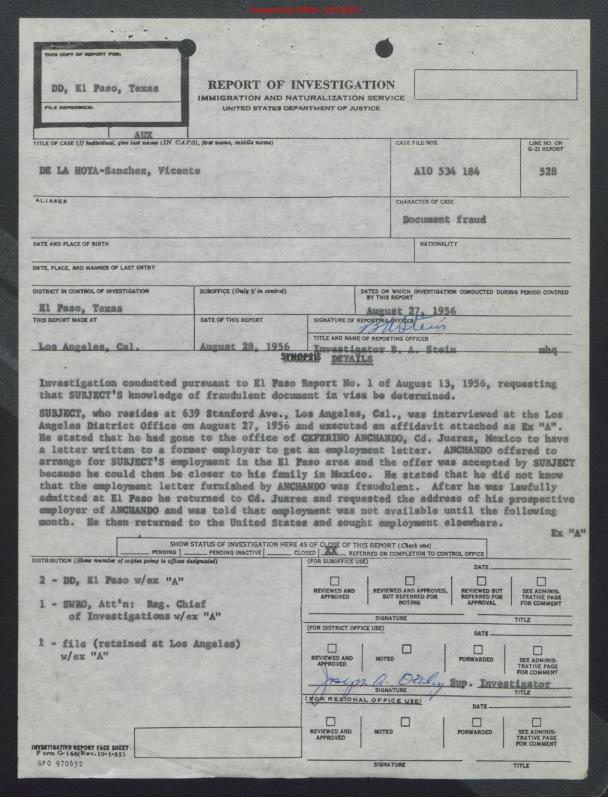 THIS COPY OF REPORT FOR:
DD, El Paso, Texas
FILE REFERENCE:
AUX
REPORT OF INVESTIGATION
IMMIGRATION AND NATURALIZATION SERVICE
UNITED STATES DEPARTMENT OF JUSTICE
TITLE OF CASE (If individual, give last name (IN CAPS), first name, middle name)
CASE FILE NOS.
LINE NO. ON G-23 REPORT
DE LA HOYA-Sanchez, Vicente
A10 534 184
528
ALIASES
CHARACTER OF CASE
Document fraud
DATE AND PLACE OF BIRTH
NATIONALITY
DATE, PLACE, AND MANNER OF LAST ENTRY
DISTRICT IN CONTROL OF INVESTIGATION
El Paso, Texas
SUBOFFICE (Only if in control)
DATES ON WHICH INVESTIGATION CONDUCTED DURING PERIOD COVERED
BY THIS REPORT
August 27, 1956
THIS REPORT MADE AT
Los Angeles, Cal.
DATE OF THIS REPORT
August 28, 1956
SIGNATURE OF REPORTING OFFICER
B A Stein
TITLE AND NAME OF REPORTING OFFICER
Investigator B. A. Stein mhq
SYNOPSIS DETAILS
Investigation conducted pursuant to El Paso Report No. 1 of August 13, 1956, requesting
that SUBJECT'S knowledge of fraudulent document in visa be determined.
SUBJECT, who resides at 639 Stanford Ave., Los Angeles, Cal., was interviewed at the Los
Angeles District Office on August 27, 1956 and executed an affidavit attached as Ex "A".
He stated that he had gone to the office of CEFERINO ANCHANDO, Cd. Juarez, Mexico to have
a letter written to a former employer to get an employment letter. ANCHANDO offered to
arrange for SUBJECT'S employment in the El Paso area and the offer was accepted by SUBJECT
because he could then be closer to his family in Mexico. He stated that he did not know
that the employment letter furnished by ANCHANDO was fraudulent. After he was lawfully
admitted at El Paso he returned to Cd. Juarez and requested the address of his prospective
employer of ANCHANDO and was told that employment was not available until the following
month. He then returned to the United States and sought employment elsewhere.
Ex "A"
SHOW STATUS OF INVESTIGATION HERE AS OF CLOSE OF THIS REPORT (Check one)
PENDING PENDING INACTIVE CLOSED XX REFERRED ON COMPLETION TO CONTROL OFFICE
DISTRIBUTION (Show number of copies going to offices designated)
2 - DD, El Paso w/ex "A"
1 - SWRO, Att'n: Reg. Chief
of Investigations w/ex "A"
1 - file (retained at Los Angeles)
w/ex "A"
(FOR SUBOFFICE USE)
DATE
REVIEWED AND APPROVED
REVIEWED AND APPROVED, BUT REFERRED FOR NOTING
REVIEWED BUT REFERRED FOR APPROVAL
SEE ADMINIS- TRATIVE PAGE FOR COMMENT
SIGNATURE TITLE
(FOR DISTRICT OFFICE USE)
DATE
REVIEWED AND APPROVED
NOTED
FORWARDED
SEE ADMINIS- TRATIVE PAGE FOR COMMENT
Joseph A. Sup. Investigator
SIGNATURE TITLE
(FOR REGIONAL OFFICE USE)
DATE
REVIEWED AND APPROVED
NOTED
FORWARDED
SEE ADMINIS- TRATIVE PAGE FOR COMMENT
SIGNATURE TITLE
INVESTIGATIVE REPORT FACE SHEET
Form G-166(Rev. 10-1-55)
GPO 970632